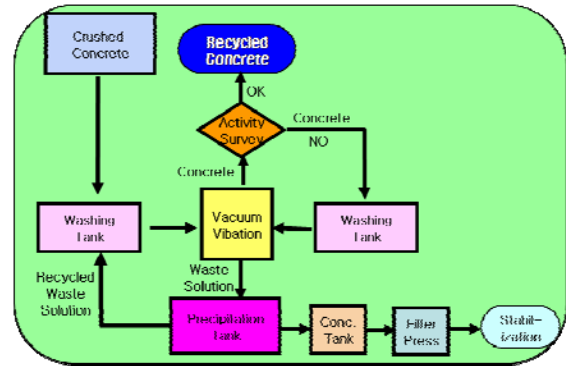 Crushed
Concrete
Recycled
Concrete
OK
Activity
Survey
Concrete
NO
Concrete
Washing
Tank
Vacuum
Vibation
Washing
Tank
Recycled
Waste
Solution
Waste
Solution
Precipitation
Tank
Conc.
Tank
Filler
Press
Stabil-
ization